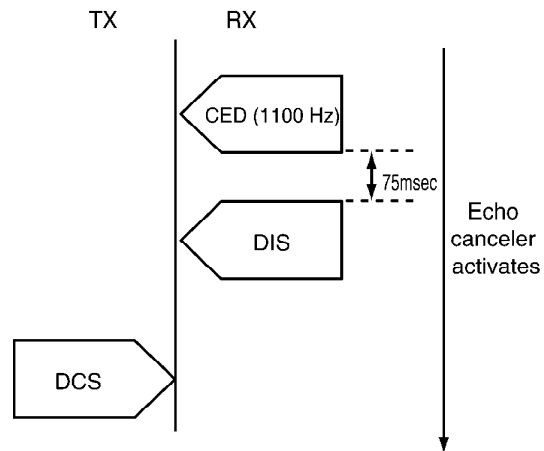 TX
RX
CED (1100 Hz)
75msec
DIS
Echo
canceler
activates
DCS